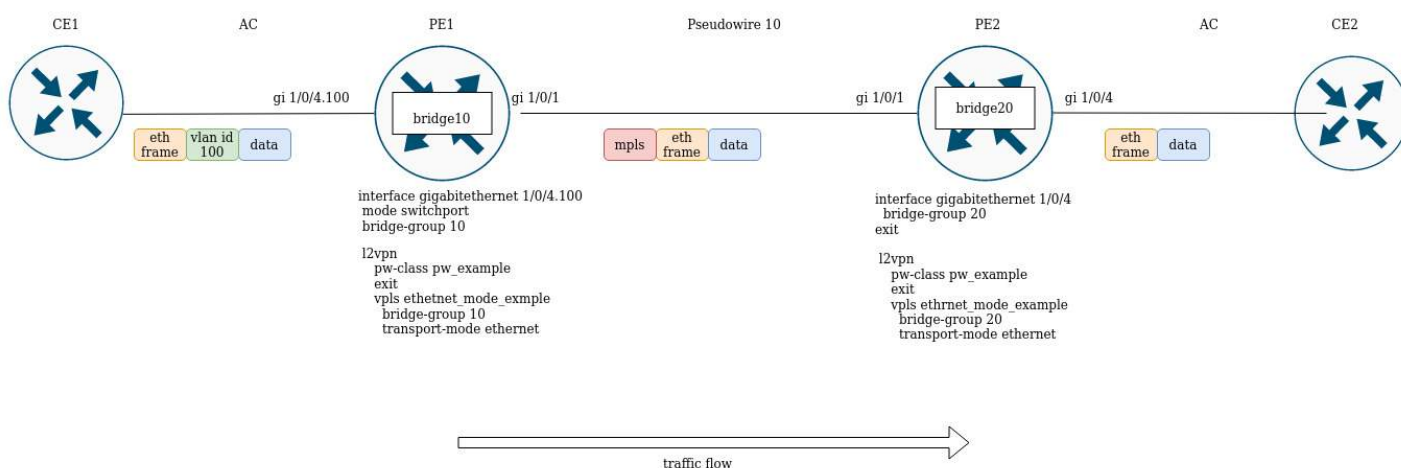 CE1
AC
PE1
Pseudowire 10
PE2
AC
CE2
gi 1/0/4.100
bridge10
gi 1/0/1
gi 1/0/1
bridge20
gi 1/0/4
eth
frame
vlan id
100
data
mpls
eth
frame
data
eth
frame
data
interface gigabitethernet 1/0/4.100
mode switchport
bridge-group 10
l2vpn
pw-class pw_example
exit
vpls ethetnet_mode_exmple
bridge-group 10
transport-mode ethernet
interface gigabitethernet 1/0/4
bridge-group 20
exit
l2vpn
pw-class pw_example
exit
vpls ethrnet_mode_example
bridge-group 20
transport-mode ethernet
traffic flow